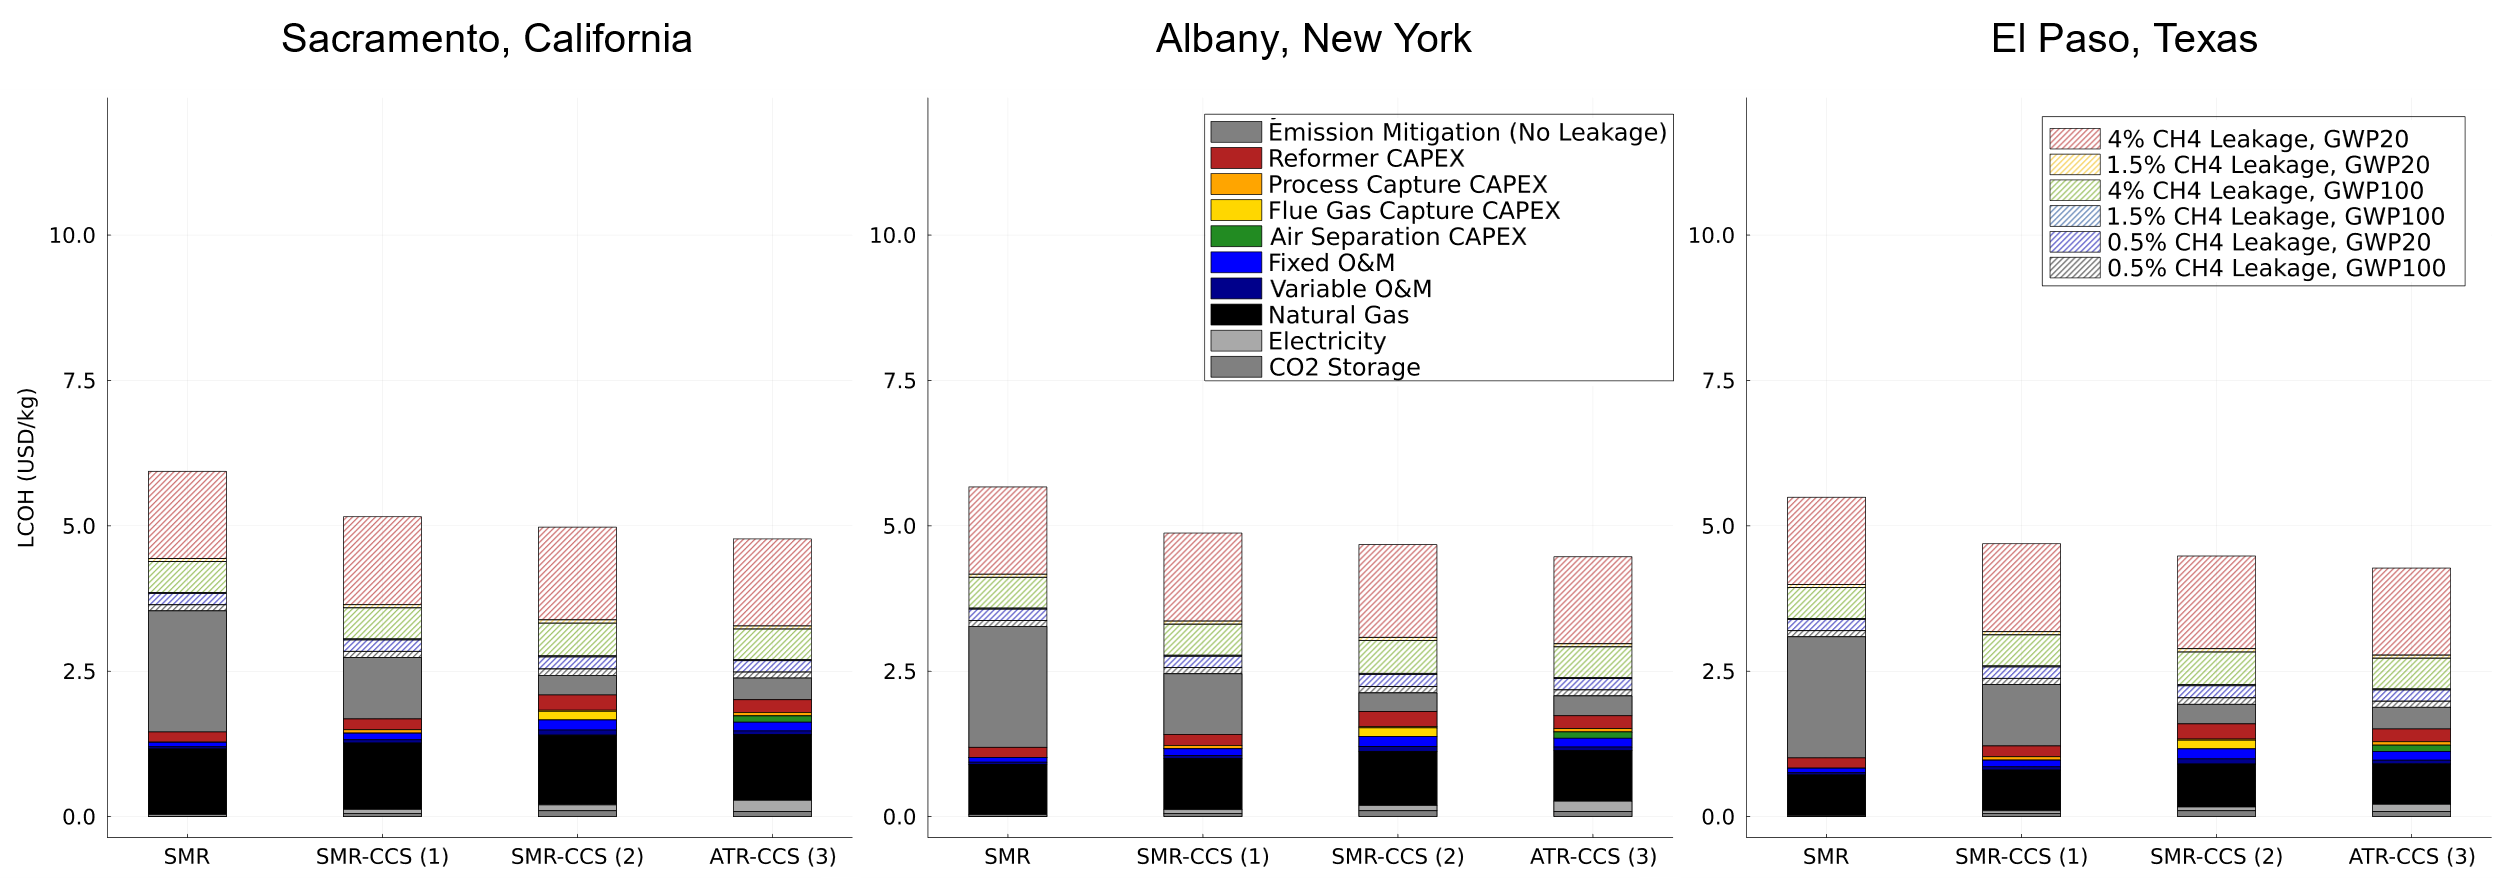 Sacramento, California
Albany, New York
El Paso, Texas
LCOH (USD/kg)
10.0
7.5
5.0
2.5
0.0
SMR
SMR-CCS (1)
SMR-CCS (2)
ATR-CCS (3)
10.0
7.5
5.0
2.5
0.0
Emission Mitigation (No Leakage)
Reformer CAPEX
Process Capture CAPEX
Flue Gas Capture CAPEX
Air Separation CAPEX
Fixed O&M
Variable O&M
Natural Gas
Electricity
CO2 Storage
SMR
SMR-CCS (1)
SMR-CCS (2)
ATR-CCS (3)
10.0
7.5
5.0
2.5
0.0
4% CH4 Leakage, GWP20
1.5% CH4 Leakage, GWP20
4% CH4 Leakage, GWP100
1.5% CH4 Leakage, GWP100
0.5% CH4 Leakage, GWP20
0.5% CH4 Leakage, GWP100
SMR
SMR-CCS (1)
SMR-CCS (2)
ATR-CCS (3)